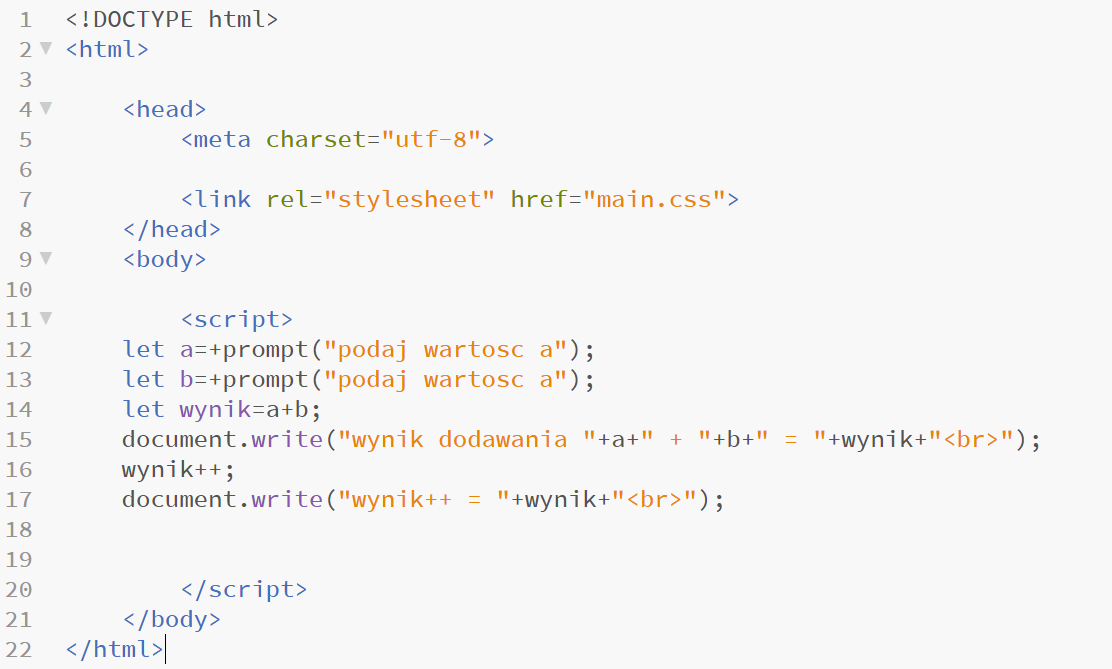 1 <!DOCTYPE html>
2 <html>
3
4 <head>
5 <meta charset="utf-8">
6
7 <link rel="stylesheet" href="main.css">
8 </head>
9 <body>
10
11 <script>
12 let a=+prompt("podaj wartosc a");
13 let b=+prompt("podaj wartosc a");
14 let wynik=a+b;
15 document.write("wynik dodawania "+a+" + "+b+" = "+wynik+"<br>");
16 wynik++;
17 document.write("wynik++ = "+wynik+"<br>");
18
19
20 </script>
21 </body>
22 </html>